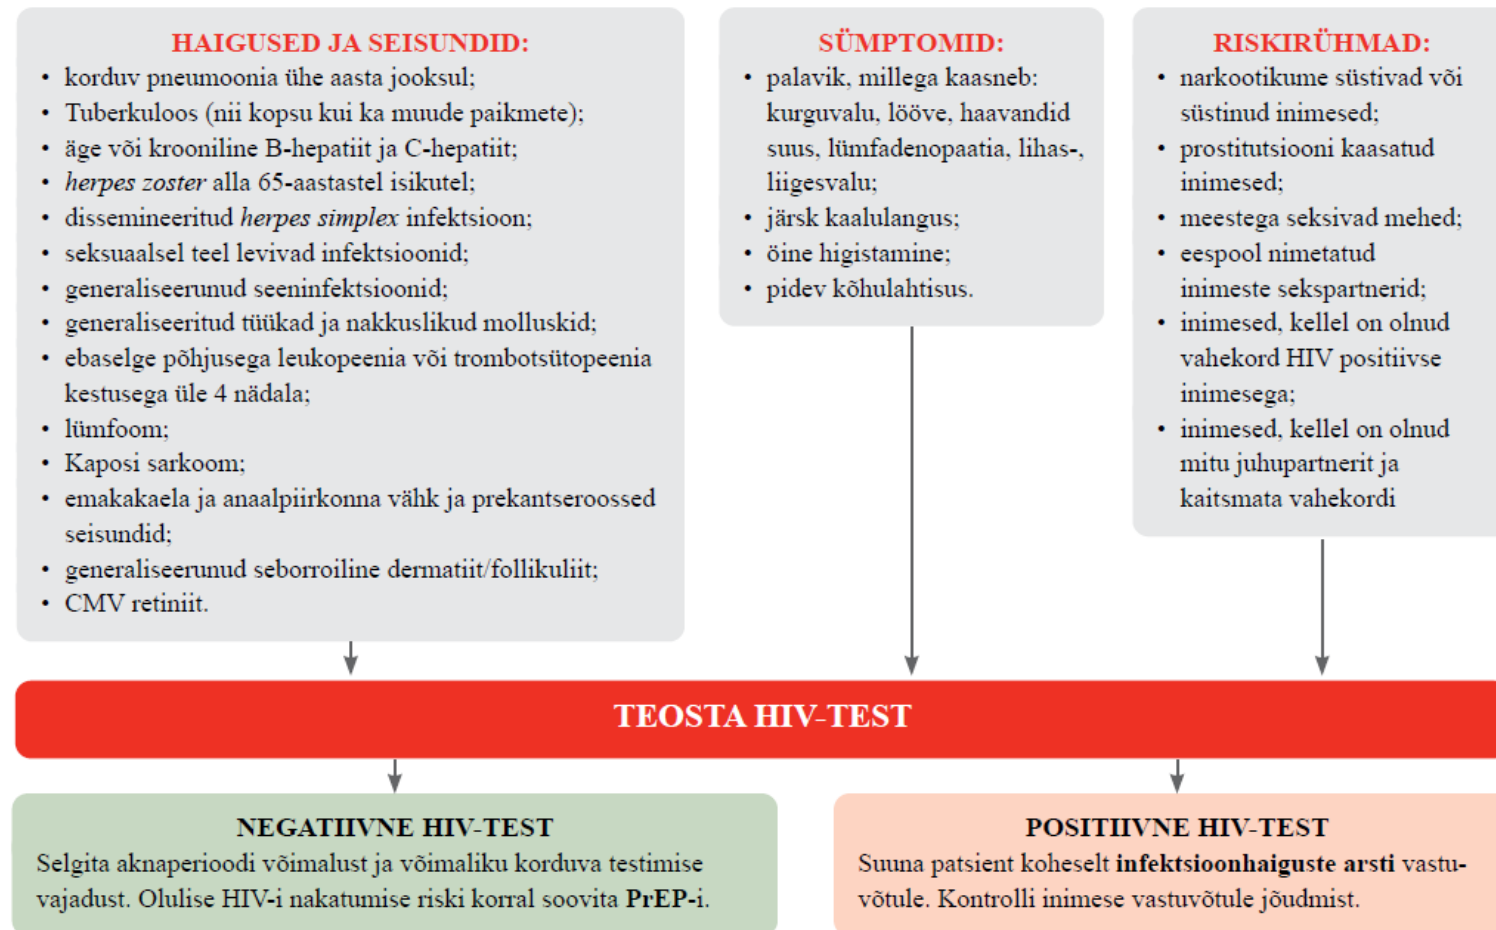 HAIGUSED JA SEISUNDID:
• korduv pneumoonia ühe aasta jooksul;
• Tuberkuloos (nii kopsu kui ka muude paikmete);
• äge või krooniline B-hepatiit ja C-hepatiit;
• herpes zoster alla 65-aastastel isikutel;
• dissemineeritud herpes simplex infektsioon;
• seksuaalsel teel levivad infektsioonid;
• generaliseerunud seeninfektsioonid;
• generaliseeritud tüükad ja nakkuslikud molluskid;
• ebaselge põhjusega leukopeenia või trombotsütopeenia
kestusega üle 4 nädala;
• lümfoom;
• Kaposi sarkoom;
• emakakaela ja anaalpiirkonna vähk ja prekantseroossed
seisundid;
• generaliseerunud seborroiline dermatiit/follikuliit;
• CMV retiniit.
SÜMPTOMID:
• palavik, millega kaasneb:
kurguvalu, lööve, haavandid
suus, lümfadenopaatia, lihas-,
liigesvalu;
• järsk kaalulangus;
• öine higistamine;
• pidev kõhulahtisus.
RISKIRÜHMAD:
• narkootikume süstivad või
süstinud inimesed;
• prostitutsiooni kaasatud
inimesed;
• meestega seksivad mehed;
• eespool nimetatud
inimeste sekspartnerid;
• inimesed, kellel on olnud
vahekord HIV positiivse
inimesega;
• inimesed, kellel on olnud
mitu juhupartnerit ja
kaitsmata vahekordi
TEOSTA HIV-TEST
NEGATIIVNE HIV-TEST
Selgita aknaperioodi võimalust ja võimaliku korduva testimise
vajadust. Olulise HIV-i nakatumise riski korral soovita PrEP-i.
POSITIIVNE HIV-TEST
Suuna patsient koheselt infektsioonhaiguste arsti vastu-
võtule. Kontrolli inimese vastuvõtule jõudmist.